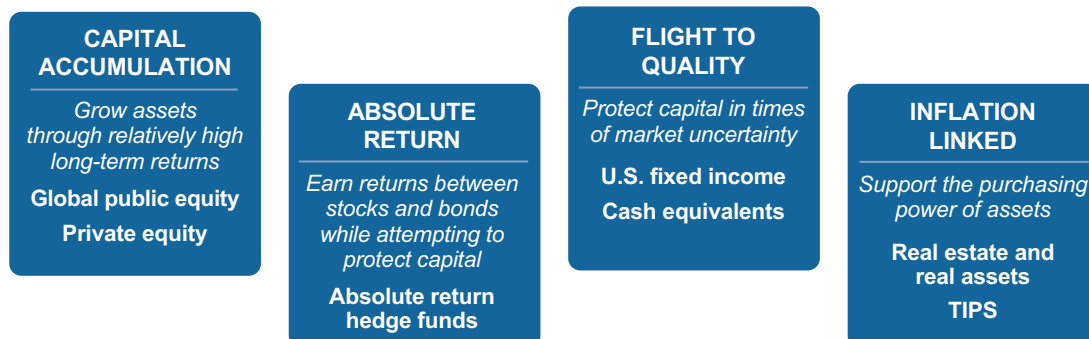 CAPITAL
ACCUMULATION
Grow assets
through relatively high
long-term returns
Global public equity
Private equity
ABSOLUTE
RETURN
Earn returns between
stocks and bonds
while attempting to
protect capital
Absolute return
hedge funds
FLIGHT TO
QUALITY
Protect capital in times
of market uncertainty
U.S. fixed income
Cash equivalents
INFLATION
LINKED
Support the purchasing
power of assets
Real estate and
real assets
TIPS